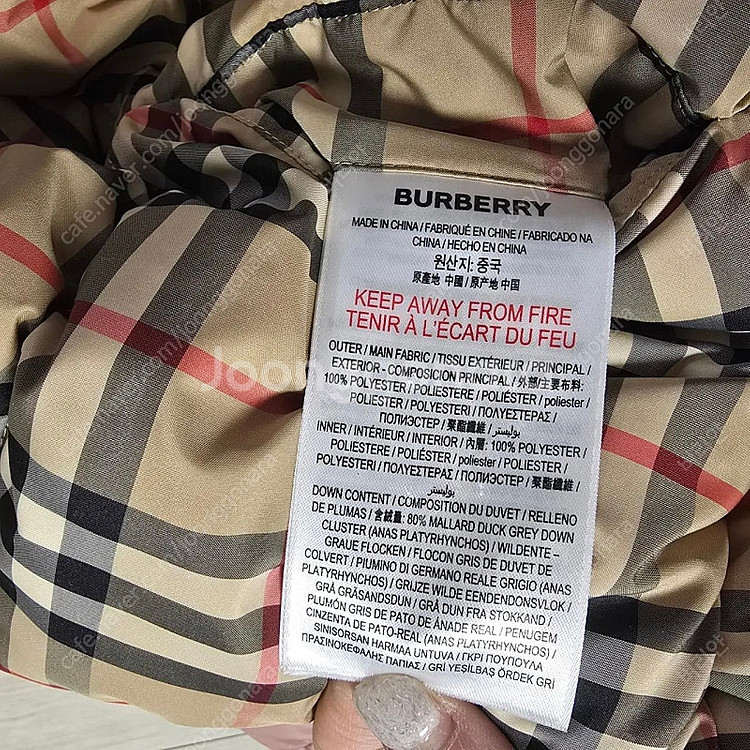 BURBERRY
MADE IN CHINA / FABRIQUÉ EN CHINE / FABRICADO NA
CHINA / HECHO EN CHINA
원산지: 중국
原產地 中國 / 原产地 中国
KEEP AWAY FROM FIRE
TENIR À L'ÉCART DU FEU
OUTER / MAIN FABRIC / TISSU EXTÉRIEUR / PRINCIPAL /
EXTERIOR - COMPOSICIÓN PRINCIPAL / 外部/主要布料:
100% POLYESTER / POLIESTERE / POLIÉSTER / poliester /
POLIESTER / POLYESTERI / ΠΟΛΥΕΣΤΕΡΑΣ /
ПОЛИЭСТЕР / 聚酯纖維 / بوليستر
INNER / INTÉRIEUR / INTERIOR / 內層: 100% POLYESTER /
POLIESTERE / POLIÉSTER / poliester / POLIESTER /
POLYESTERI / ΠΟΛΥΕΣΤΕΡΑΣ / ПОЛИЭСТЕР / 聚酯纖維 /
بوليستر
DOWN CONTENT / COMPOSITION DU DUVET / RELLENO
DE PLUMAS / 含絨量: 80% MALLARD DUCK GREY DOWN
CLUSTER (ANAS PLATYRHYNCHOS) / WILDENTE –
GRAUE FLOCKEN / FLOCON GRIS DE DUVET DE
COLVERT / PIUMINO DI GERMANO REALE GRIGIO (ANAS
PLATYRHYNCHOS) / GRIJZE WILDE EENDENDONSVLOK /
GRÅ GRÄSANDSDUN / GRÅ DUN FRA STOKKAND /
PLUMÓN GRIS DE PATO DE ÁNADE REAL / PENUGEM
CINZENTA DE PATO-REAL (ANAS PLATYRHYNCHOS) /
SINISORSAN HARMAA UNTUVA / ΓΚΡΙ ΠΟΥΠΟΥΛΑ
ΠΡΑΣΙΝΟΚΕΦΑΛΗΣ ΠΑΠΙΑΣ / GRİ YEŞİLBAŞ ÖRDEK GRİ